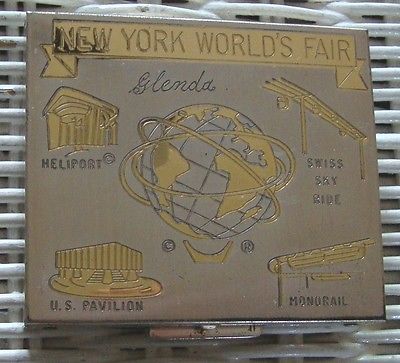 NEW YORK WORLD'S FAIR
Glenda
HELIPORT ©
SWISS
SKY
RIDE
© ®
U.S. PAVILION
MONORAIL